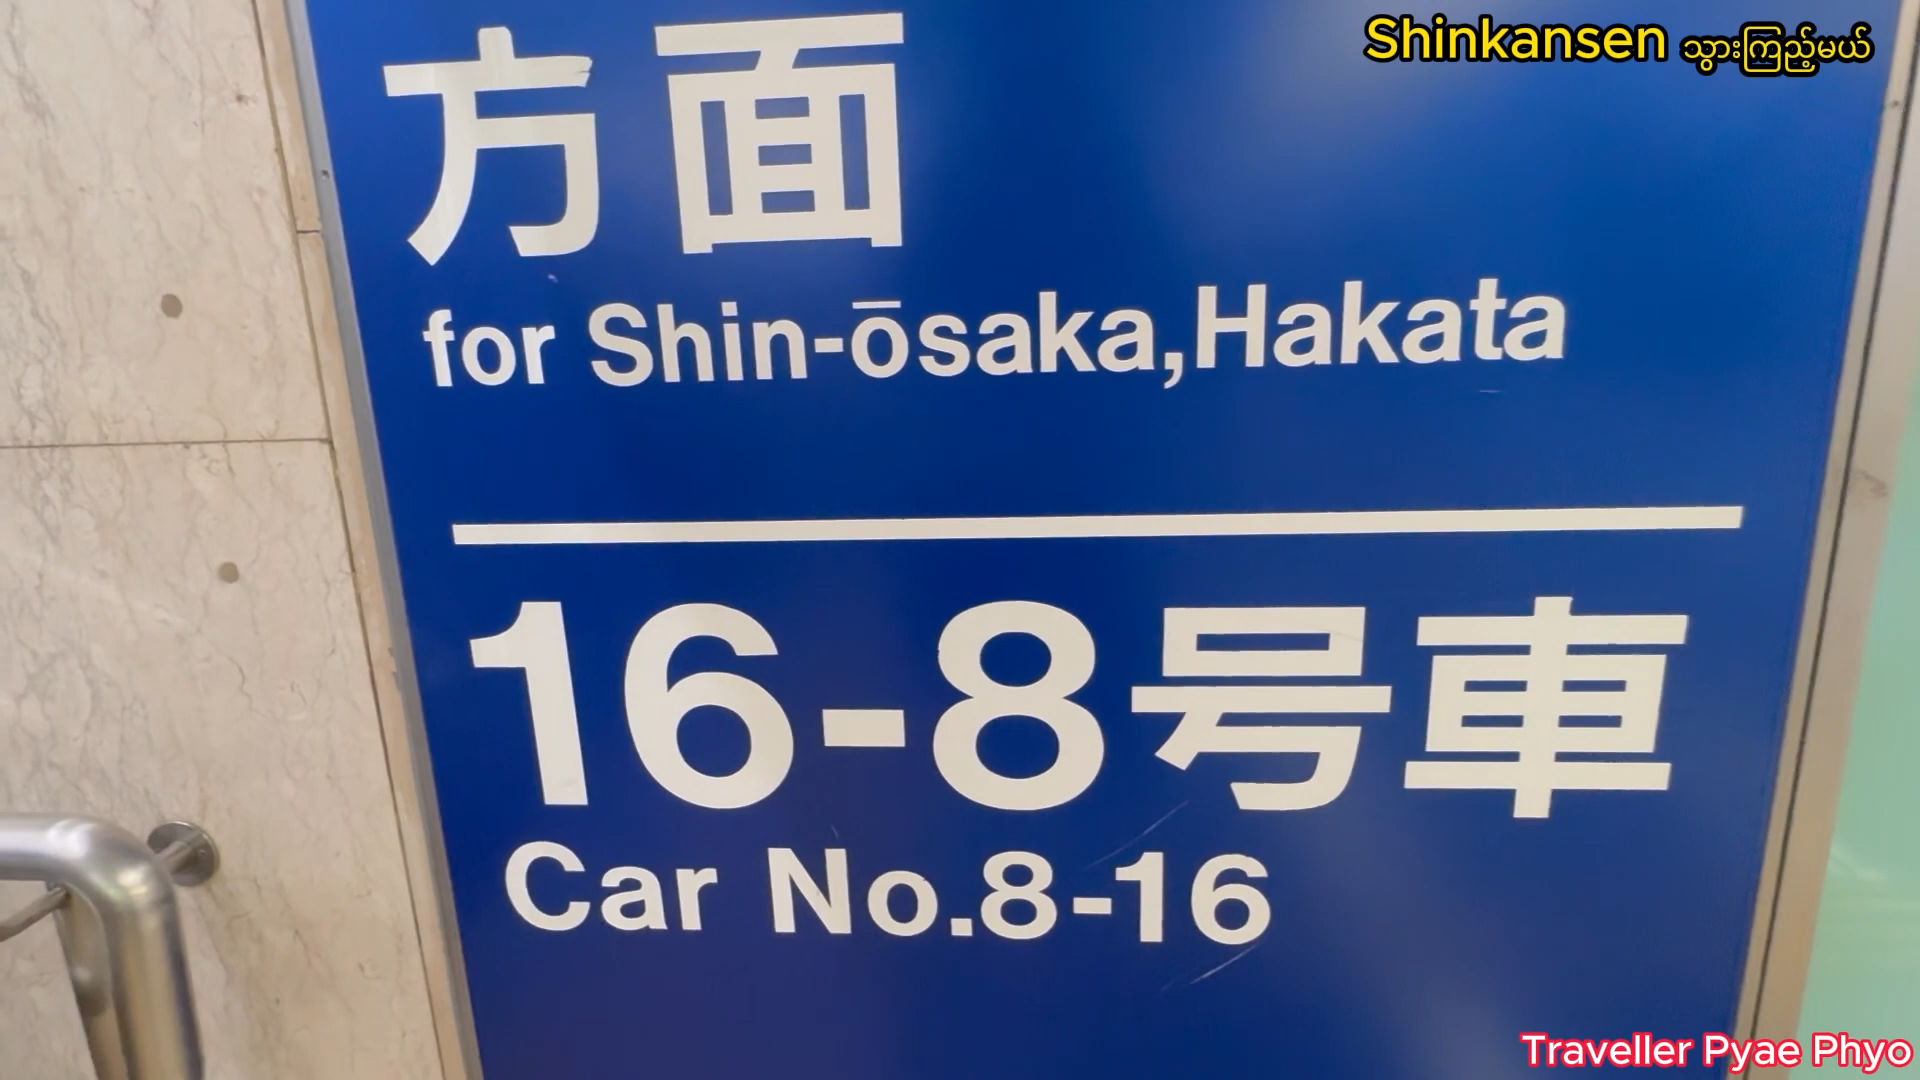 Shinkansen သွားကြည့်မယ်
方面
for Shin-ōsaka,Hakata
16-8号車
Car No.8-16
Traveller Pyae Phyo